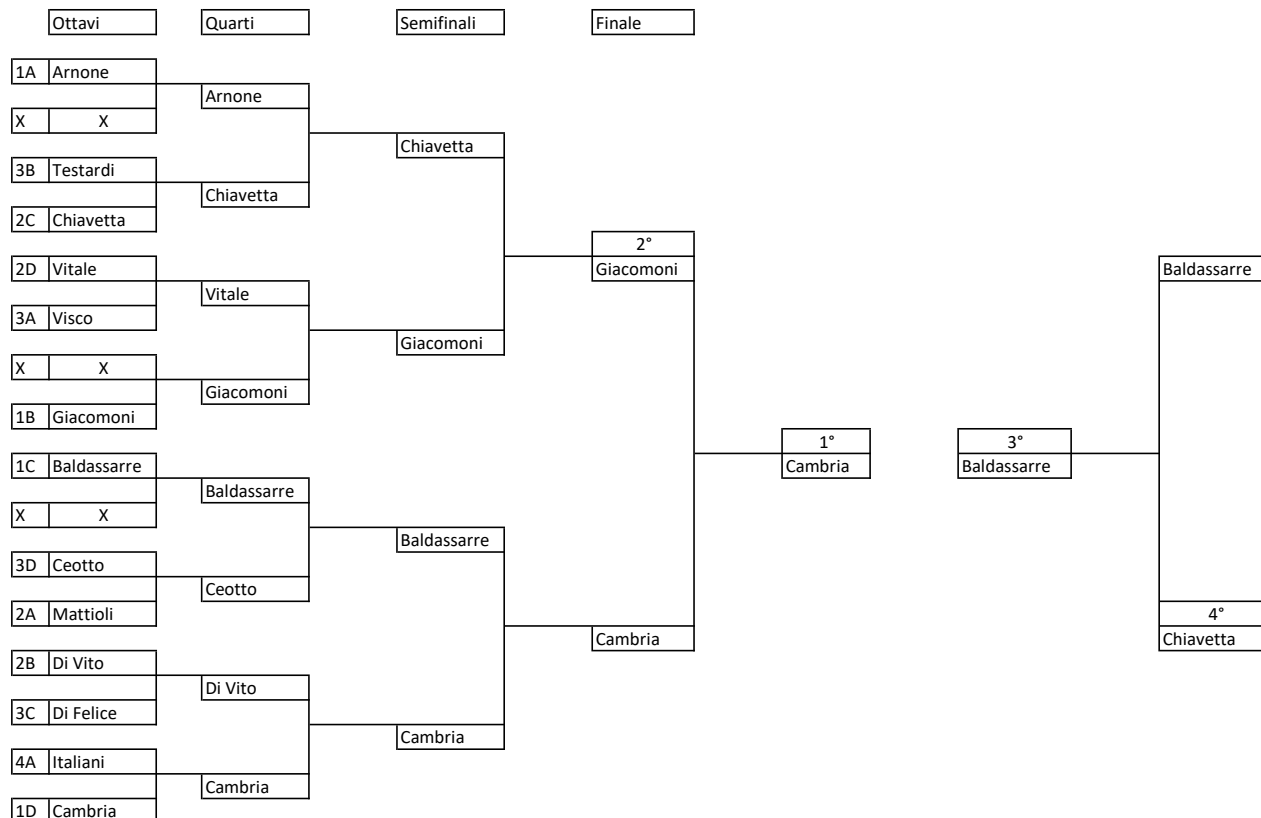 Ottavi Quarti Semifinali Finale
1A Arnone
Arnone
X X
Chiavetta
3B Testardi
Chiavetta
2C Chiavetta
2°
2D Vitale Giacomoni Baldassarre
Vitale
3A Visco
Giacomoni
X X
Giacomoni
1B Giacomoni
1° 3°
1C Baldassarre Cambria Baldassarre
Baldassarre
X X
Baldassarre
3D Ceotto
Ceotto
2A Mattioli 4°
Cambria Chiavetta
2B Di Vito
Di Vito
3C Di Felice
Cambria
4A Italiani
Cambria
1D Cambria